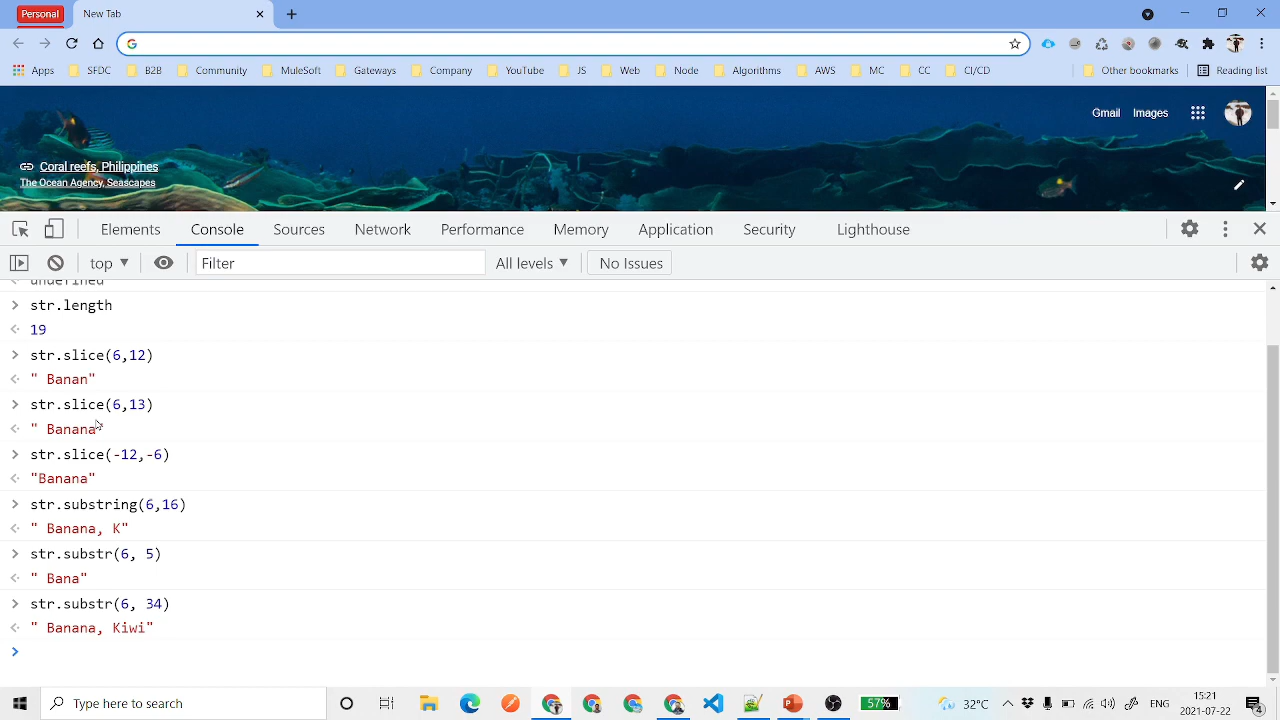 Personal
New Tab
Apps SFDC B2B Community MuleSoft Gateways Company YouTube JS Web Node Algorithms AWS MC CC CI/CD Other bookmarks Reading list
Gmail Images
Coral reefs, Philippines
The Ocean Agency, Seascapes
Elements Console Sources Network Performance Memory Application Security Lighthouse
top Filter All levels No Issues
undefined
str.length
19
str.slice(6,12)
" Banan"
str.slice(6,13)
" Banana"
str.slice(-12,-6)
"Banana"
str.substring(6,16)
" Banana, K"
str.substr(6, 5)
" Bana"
str.substr(6, 34)
" Banana, Kiwi"
Type here to search
57%
32°C
ENG
15:21
2021-07-22